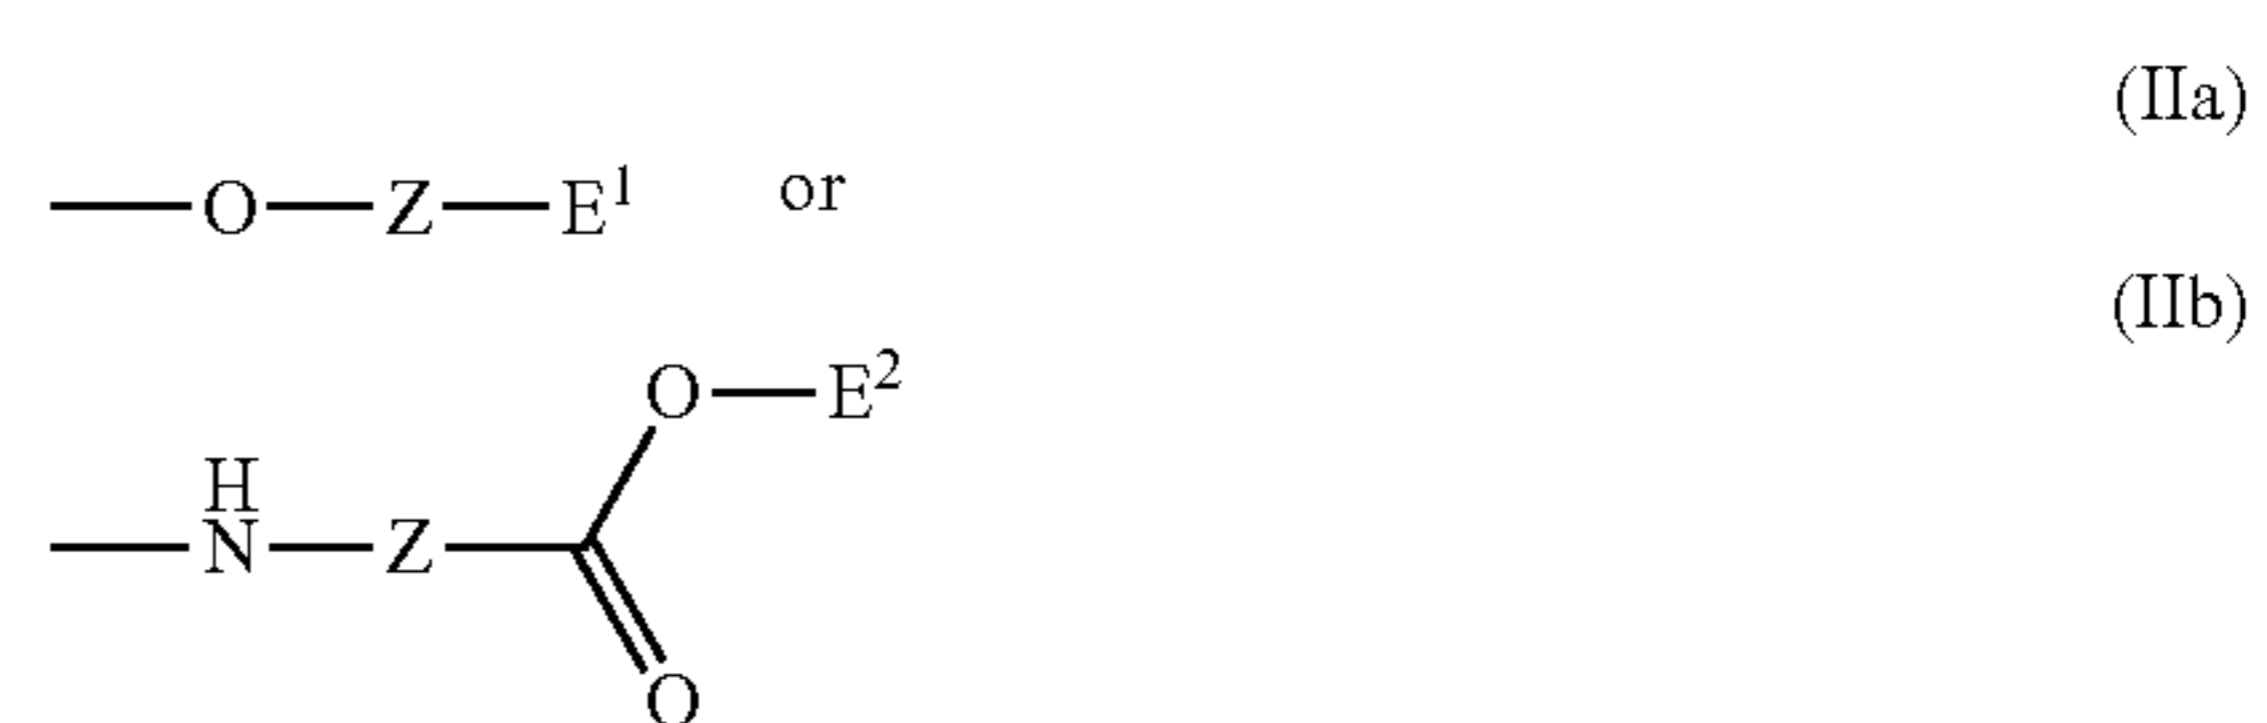 (IIa)
O Z E¹ or
(IIb)
O E²
H
N Z
O